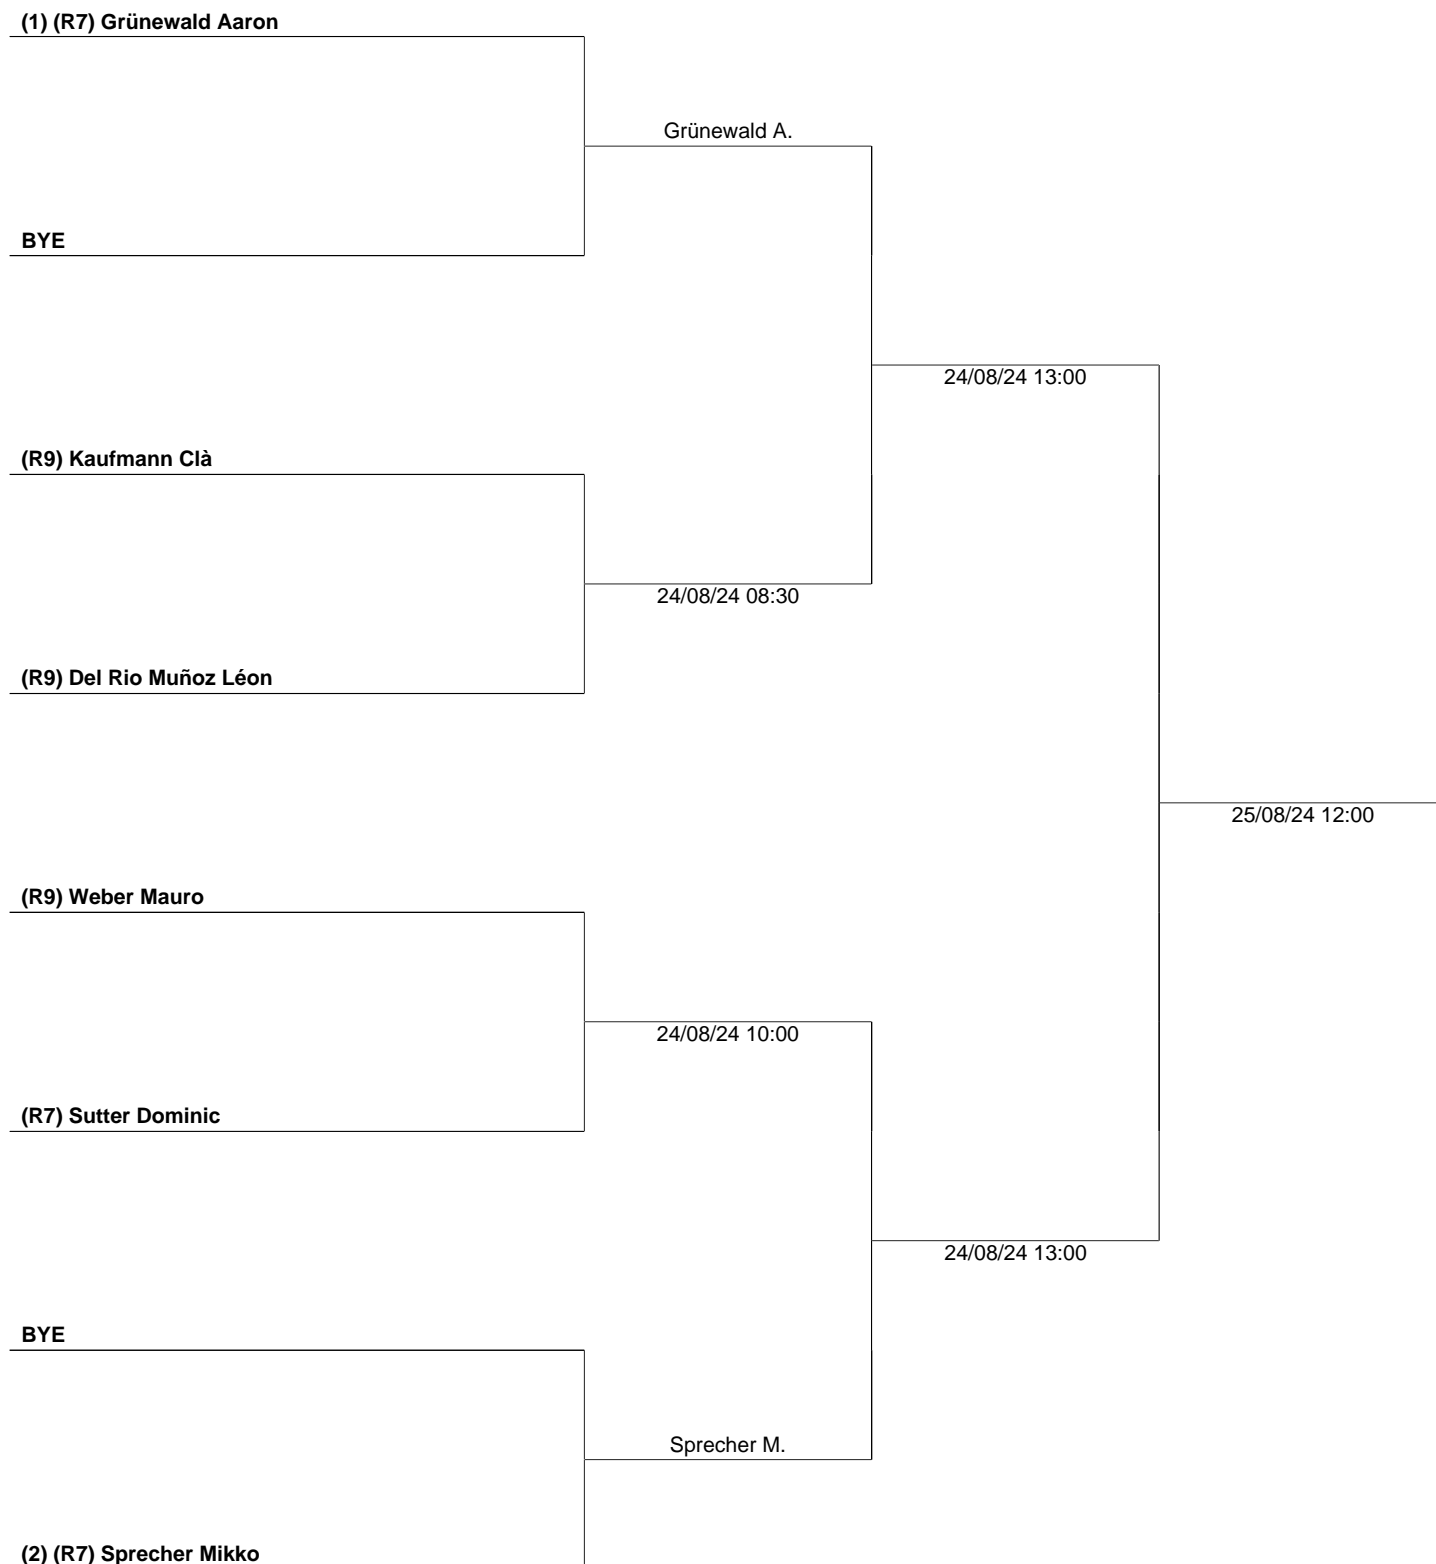 (1) (R7) Grünewald Aaron
Grünewald A.
BYE
24/08/24 13:00
(R9) Kaufmann Clà
24/08/24 08:30
(R9) Del Rio Muñoz Léon
25/08/24 12:00
(R9) Weber Mauro
24/08/24 10:00
(R7) Sutter Dominic
24/08/24 13:00
BYE
Sprecher M.
(2) (R7) Sprecher Mikko